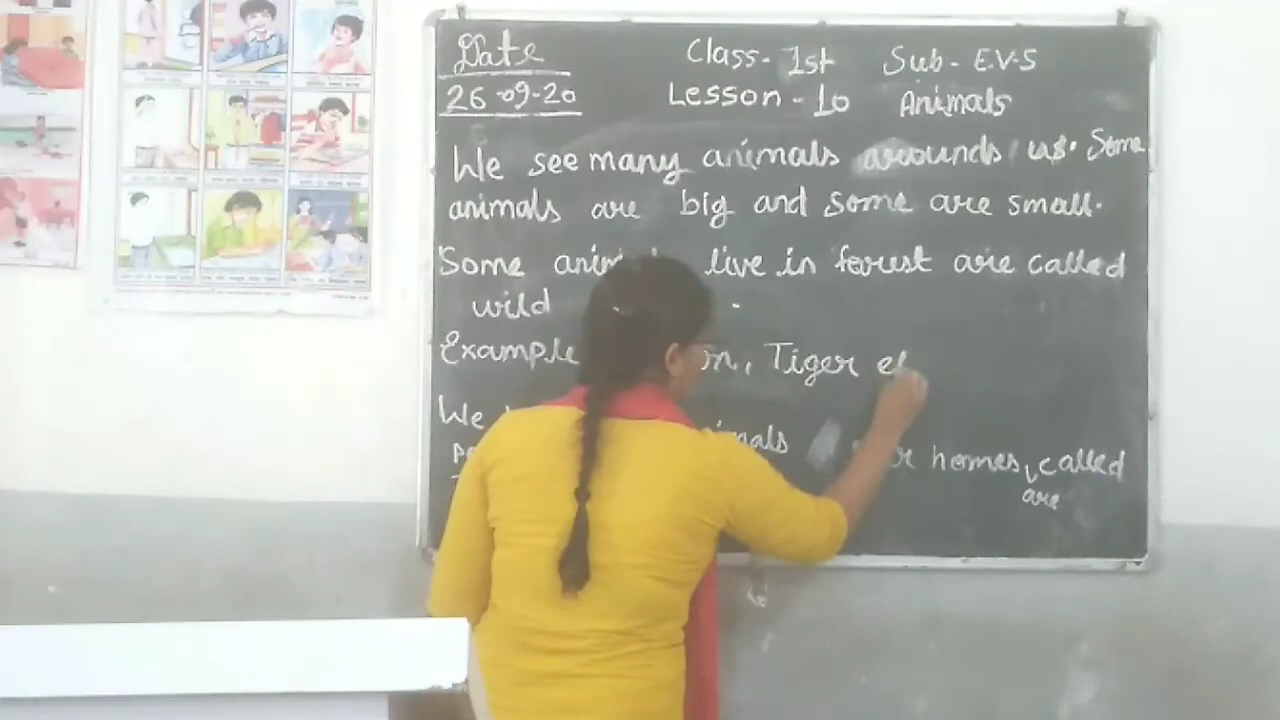 Date Class- 1st Sub- E.V.S
26-09-20 Lesson-10 Animals
We see many animals arounds us. Some
animals are big and some are small.
Some live in forest are called
wild
Example Tiger
We homes, called
are